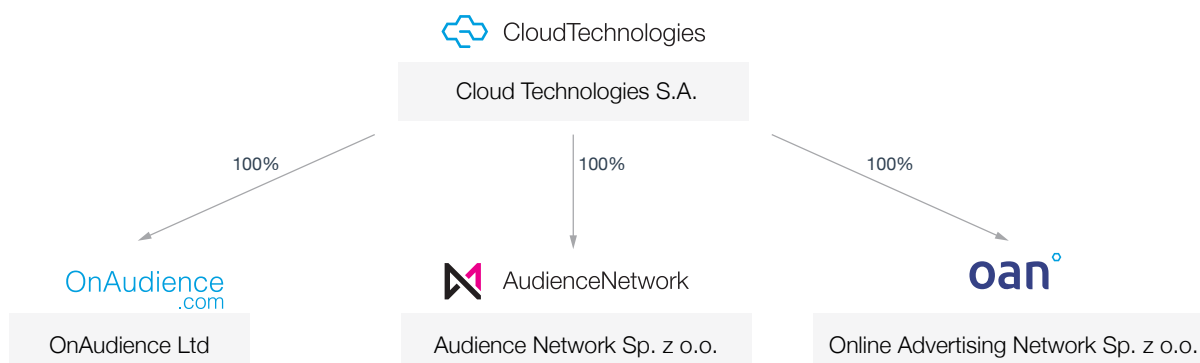 CloudTechnologies
Cloud Technologies S.A.
100%
100%
100%
OnAudience
.com
AudienceNetwork
oan
OnAudience Ltd
Audience Network Sp. z o.o.
Online Advertising Network Sp. z o.o.